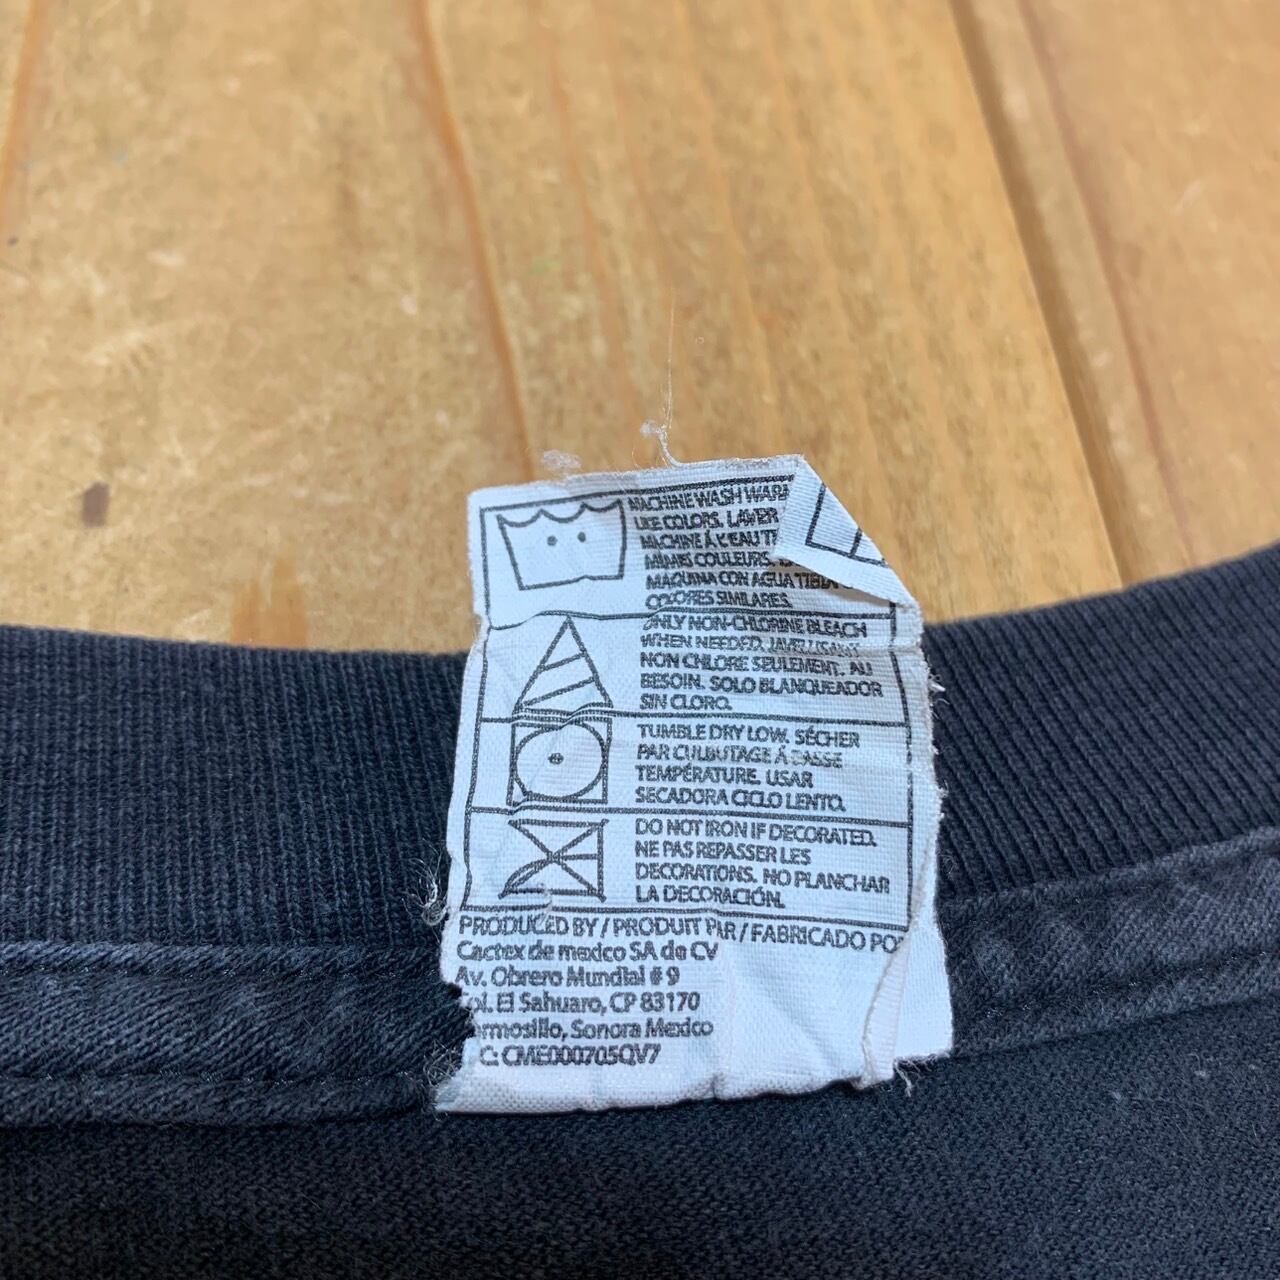 MACHINE WASH WARM
LIKE COLORS. LAVER
MACHINE À L'EAU
MÊMES COULEURS.
MAQUINA CON AGUA TIBIA
COLORES SIMILARES.
ONLY NON-CHLORINE BLEACH
WHEN NEEDED. JAVELLISANT
NON CHLORE SEULEMENT. AU
BESOIN. SOLO BLANQUEADOR
SIN CLORO.
TUMBLE DRY LOW. SÉCHER
PAR CULBUTAGE À BASSE
TEMPÉRATURE. USAR
SECADORA CICLO LENTO.
DO NOT IRON IF DECORATED.
NE PAS REPASSER LES
DECORATIONS. NO PLANCHAR
LA DECORACIÓN.
PRODUCED BY / PRODUIT PAR / FABRICADO PO
Cactex de mexico SA de CV
Av. Obrero Mundial # 9
ol. El Sahuaro, CP 83170
ermosillo, Sonora Mexico
C: CME000705QV7